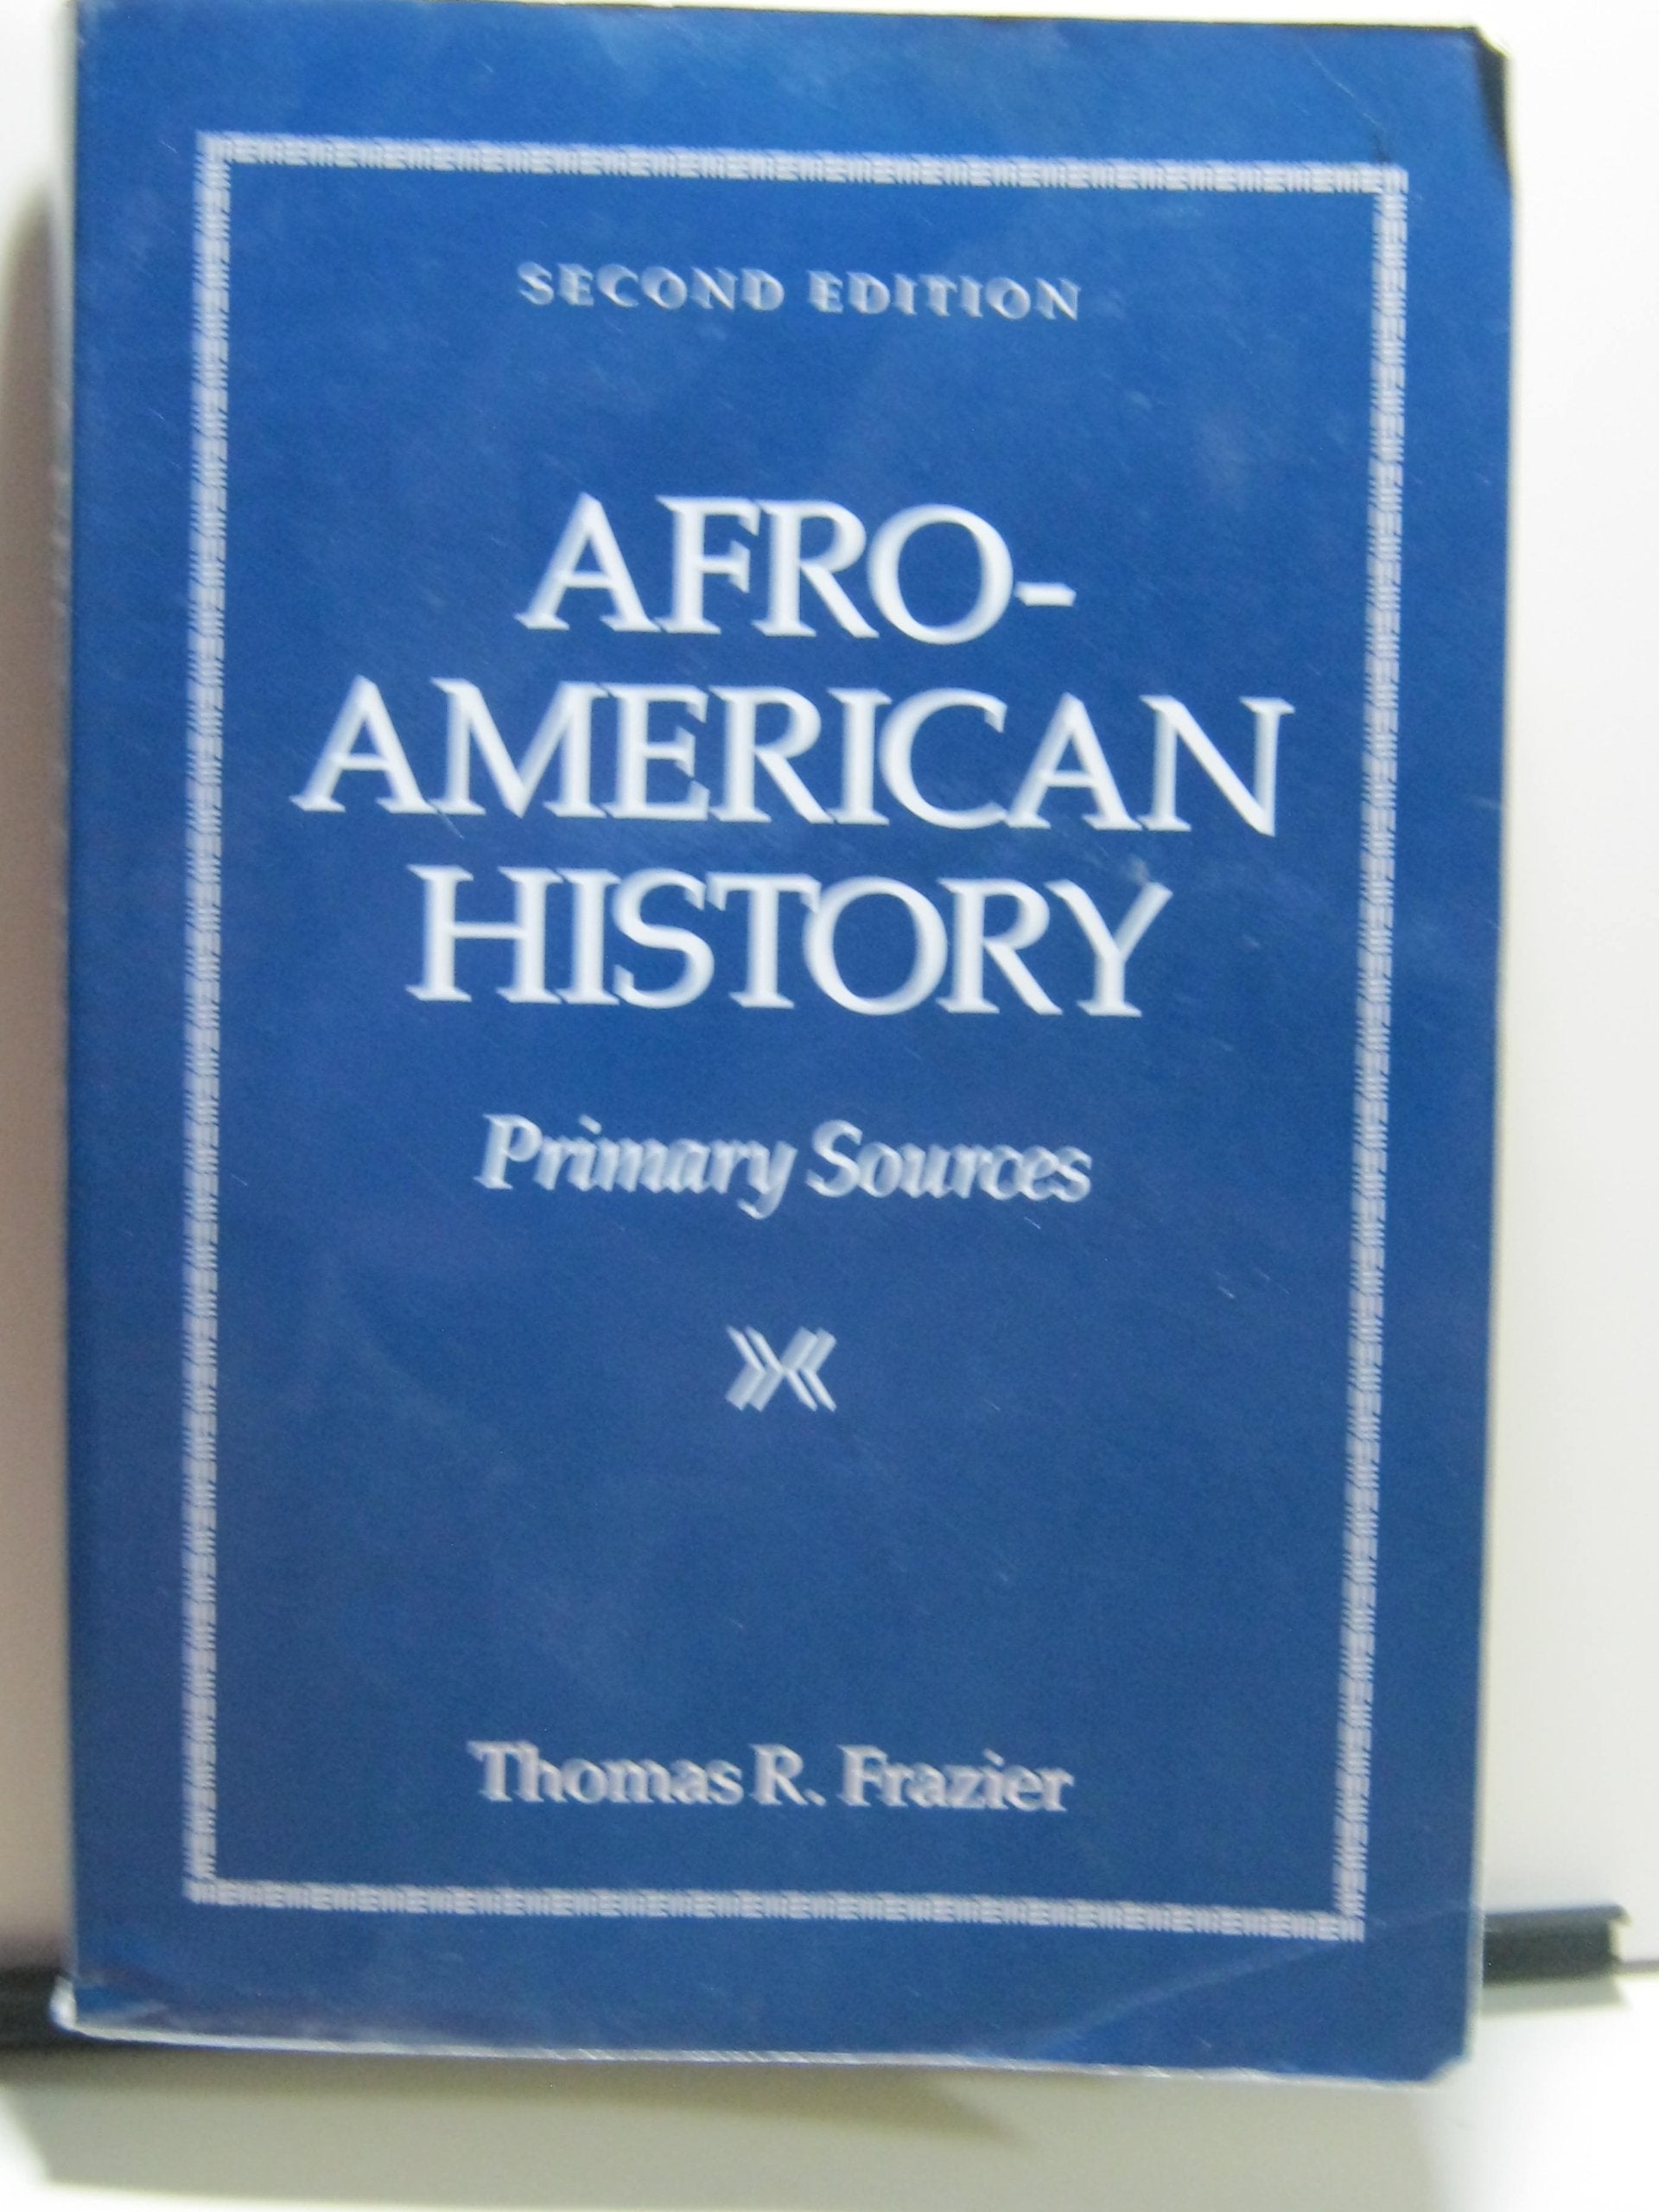 SECOND EDITION
AFRO-
AMERICAN
HISTORY
Primary Sources
Thomas R. Frazier